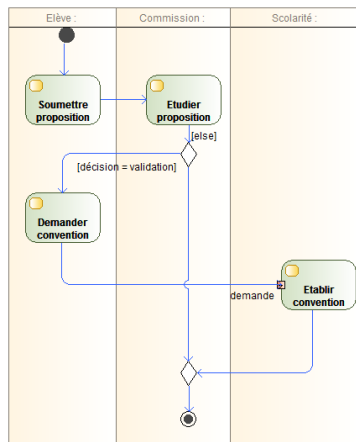 Elève :
Commission :
Scolarité :
Soumettre
proposition
Etudier
proposition
[else]
[décision = validation]
Demander
convention
demande
Etablir
convention